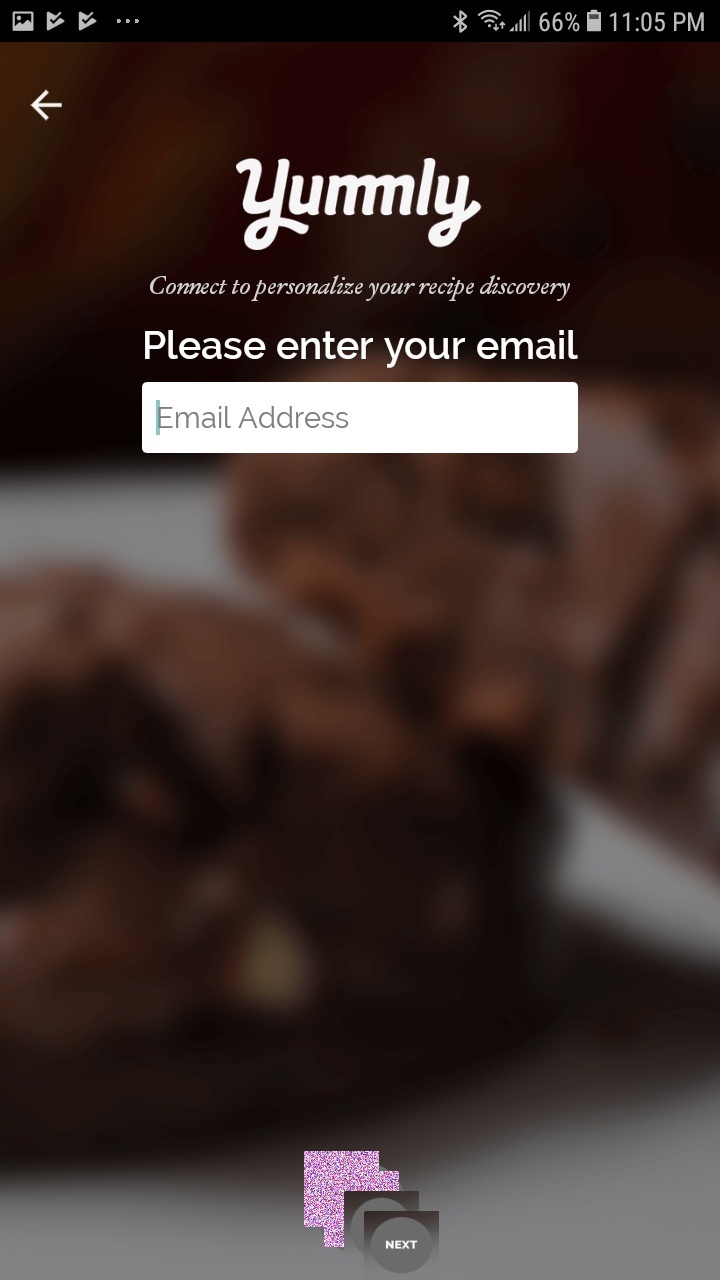 66% 11:05 PM
Yummly
Connect to personalize your recipe discovery
Please enter your email
Email Address
NEXT